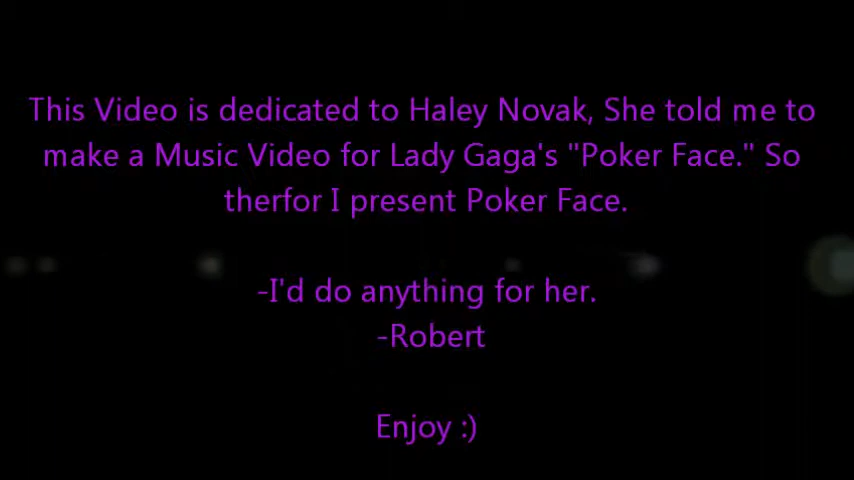 This Video is dedicated to Haley Novak, She told me to
make a Music Video for Lady Gaga's "Poker Face." So
therfor I present Poker Face.
-I'd do anything for her.
-Robert
Enjoy :)